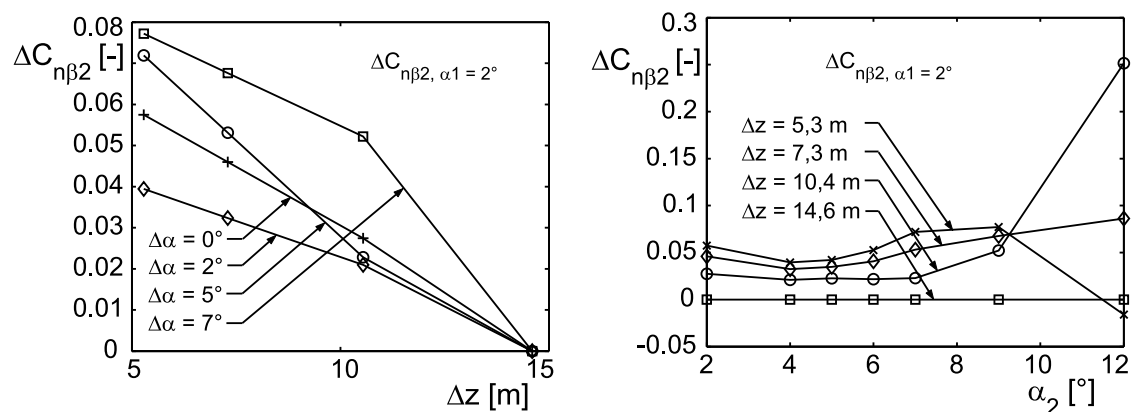 0.08
ΔC_nβ2 [-]
0.07
0.06
0.05
0.04
0.03
0.02
0.01
0
ΔC_nβ2, α1 = 2°
Δα = 0°
Δα = 2°
Δα = 5°
Δα = 7°
5 10 15
Δz [m]
0.3
ΔC_nβ2 [-]
0.2
0.15
0.1
0.05
0
-0.05
ΔC_nβ2, α1 = 2°
Δz = 5,3 m
Δz = 7,3 m
Δz = 10,4 m
Δz = 14,6 m
2 4 6 8 10 12
α_2 [°]